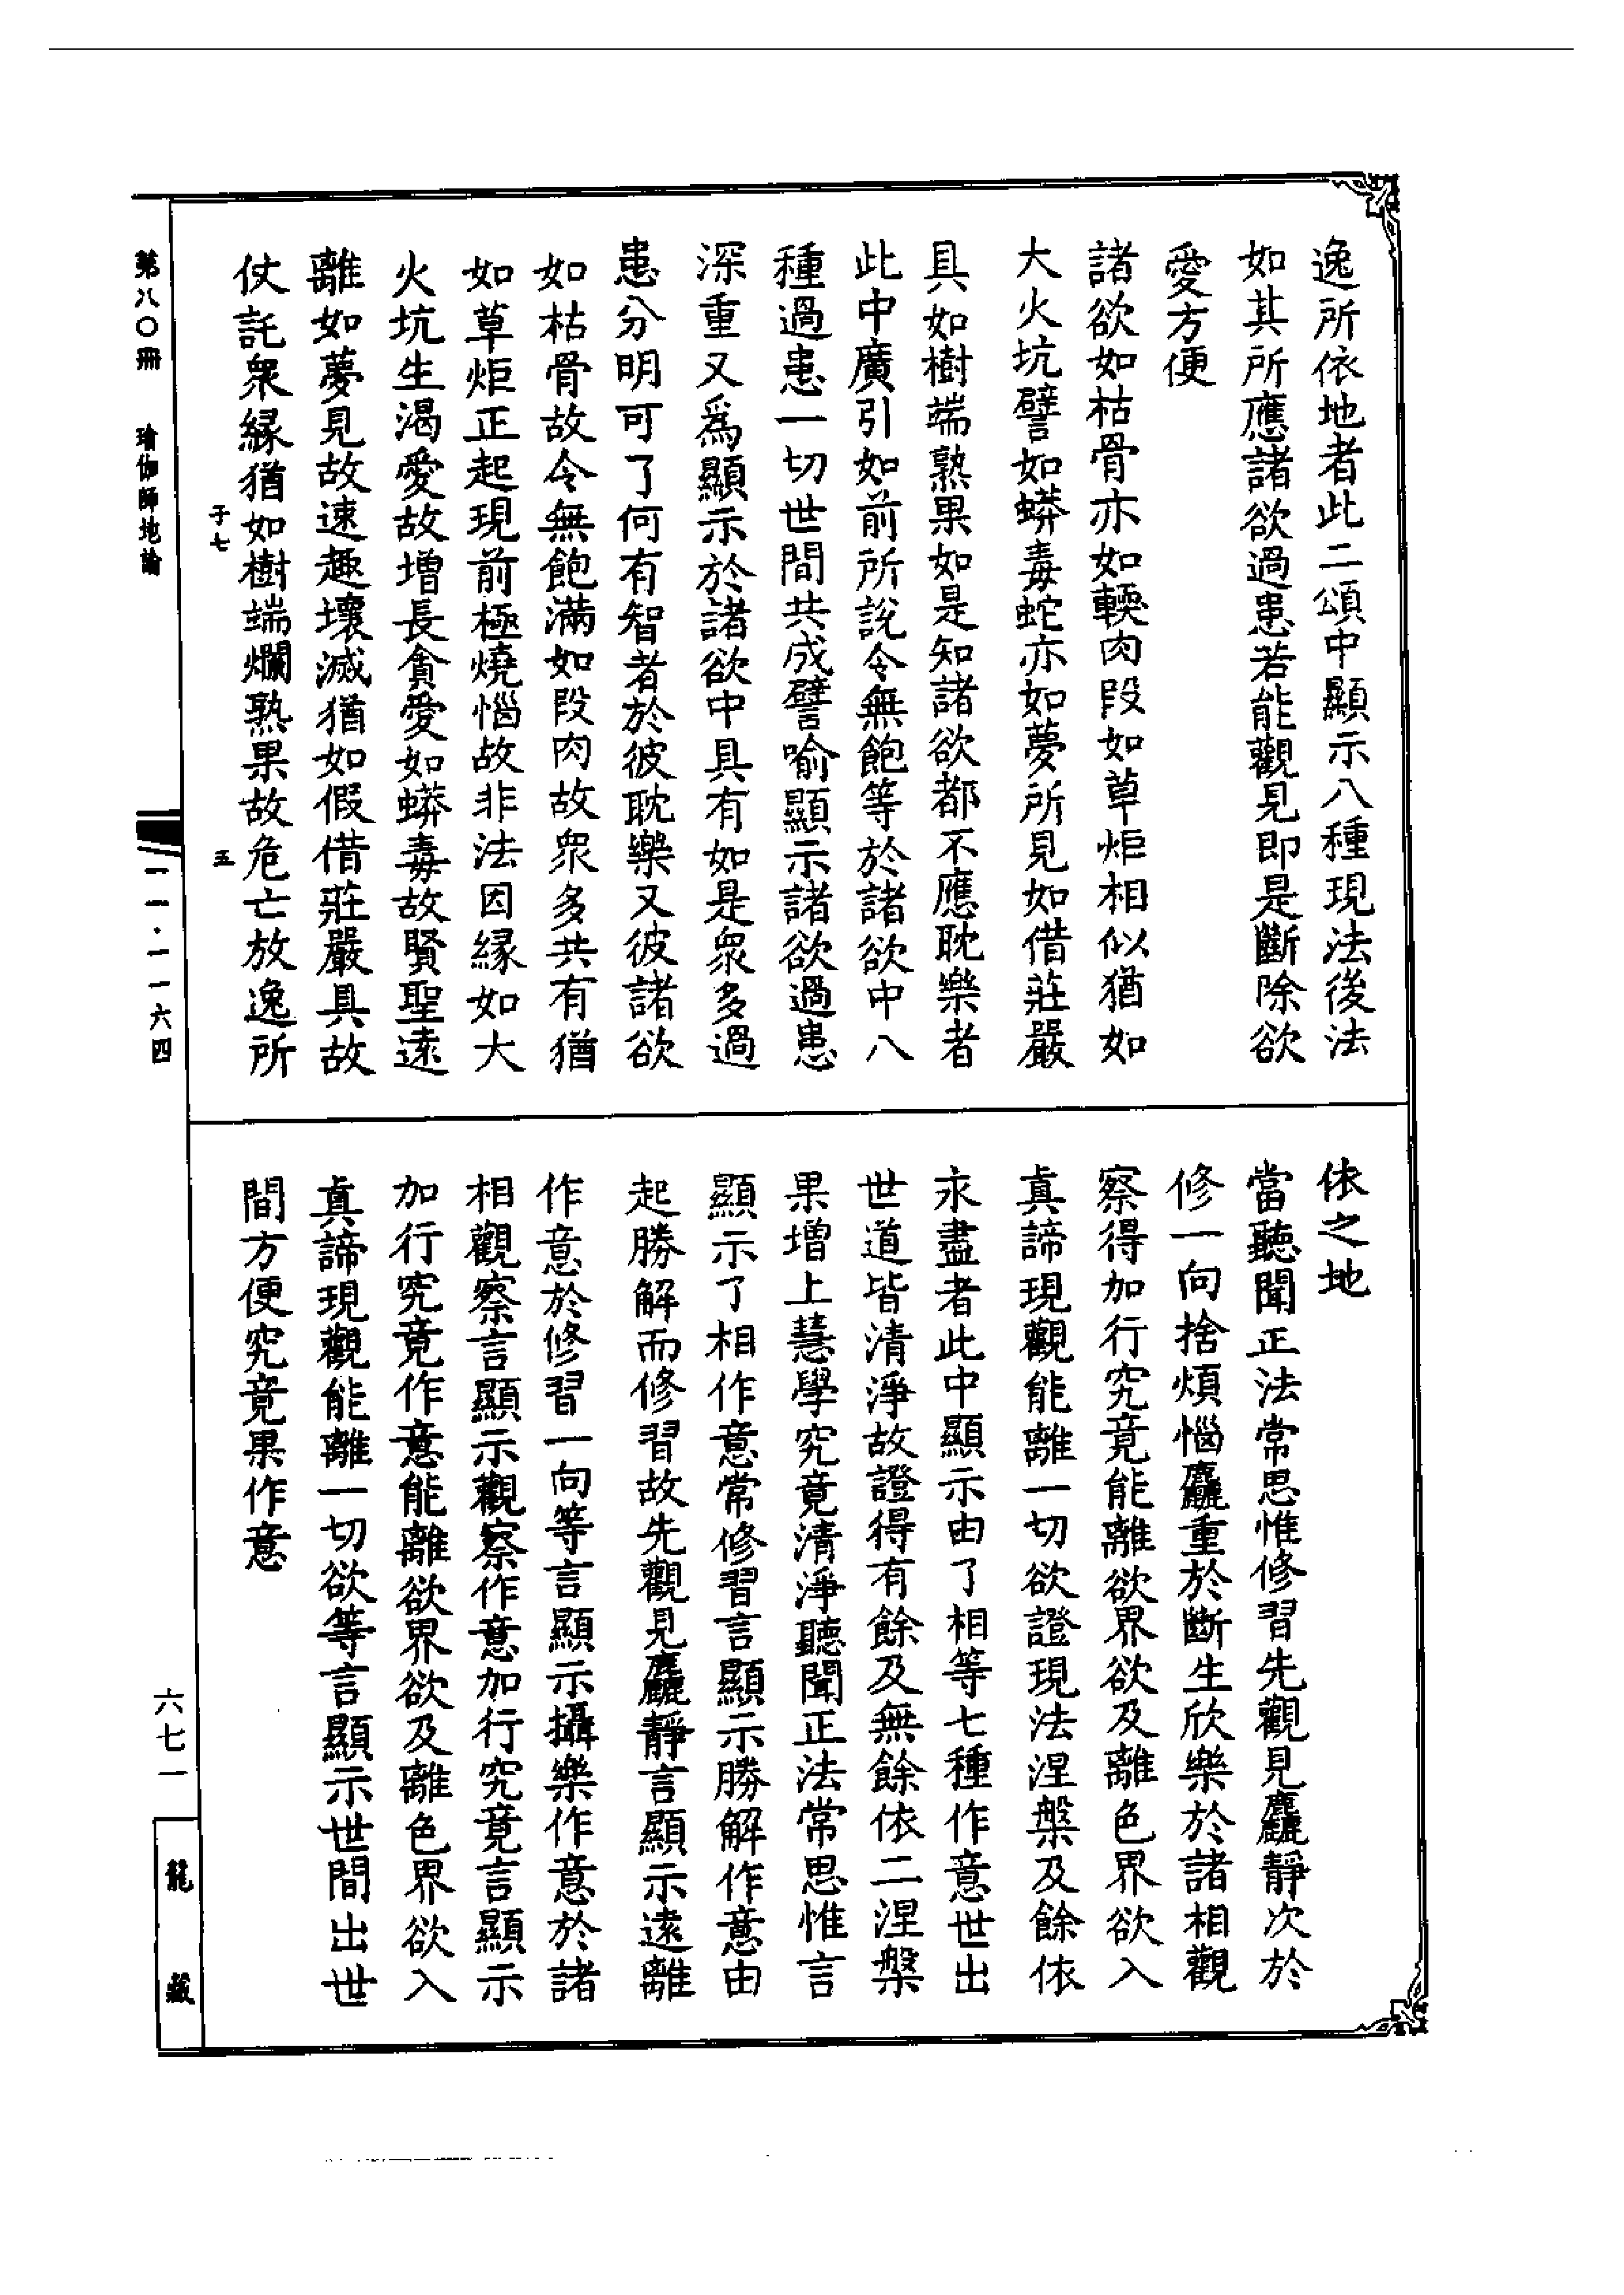 逸所依地者此二頌中顯示八種現法後法
如其所應諸欲過患若能觀見即是斷除欲
愛方便
諸欲如枯骨亦如輭肉段如草炬相似猶如
大火坑譬如蟒毒蛇亦如夢所見如借莊嚴
具如樹端熟果如是知諸欲都不應耽樂者
此中廣引如前所說令無飽等於諸欲中八
種過患一切世間共成譬喻顯示諸欲過患
深重又爲顯示於諸欲中具有如是衆多過
患分明可了何有智者於彼耽樂又彼諸欲
如枯骨故令無飽滿如段肉故衆多共有猶
如草炬正起現前極燒惱故非法因緣如大
火坑生渴愛故增長貪愛如蟒毒故賢聖遠
離如夢見故速趣壞滅猶如假借莊嚴具故
仗託衆緣猶如樹端爛熟果故危亡放逸所
于七 五
依之地
當聽聞正法常思惟修習先觀見麤靜次於
修一向捨煩惱麤重於斷生欣樂於諸相觀
察得加行究竟能離欲界欲及離色界欲入
真諦現觀能離一切欲證現法涅槃及餘依
永盡者此中顯示由了相等七種作意世出
世道皆清淨故證得有餘及無餘依二涅槃
果增上慧學究竟清淨聽聞正法常思惟言
顯示了相作意常修習言顯示勝解作意由
起勝解而修習故先觀見麤靜言顯示遠離
作意於修習一向等言顯示攝樂作意於諸
相觀察言顯示觀察作意加行究竟言顯示
加行究竟作意能離欲界欲及離色界欲入
真諦現觀能離一切欲等言顯示世間出世
間方便究竟果作意
第八〇冊 瑜伽師地論 一一一·一一六四
六七一
龍藏